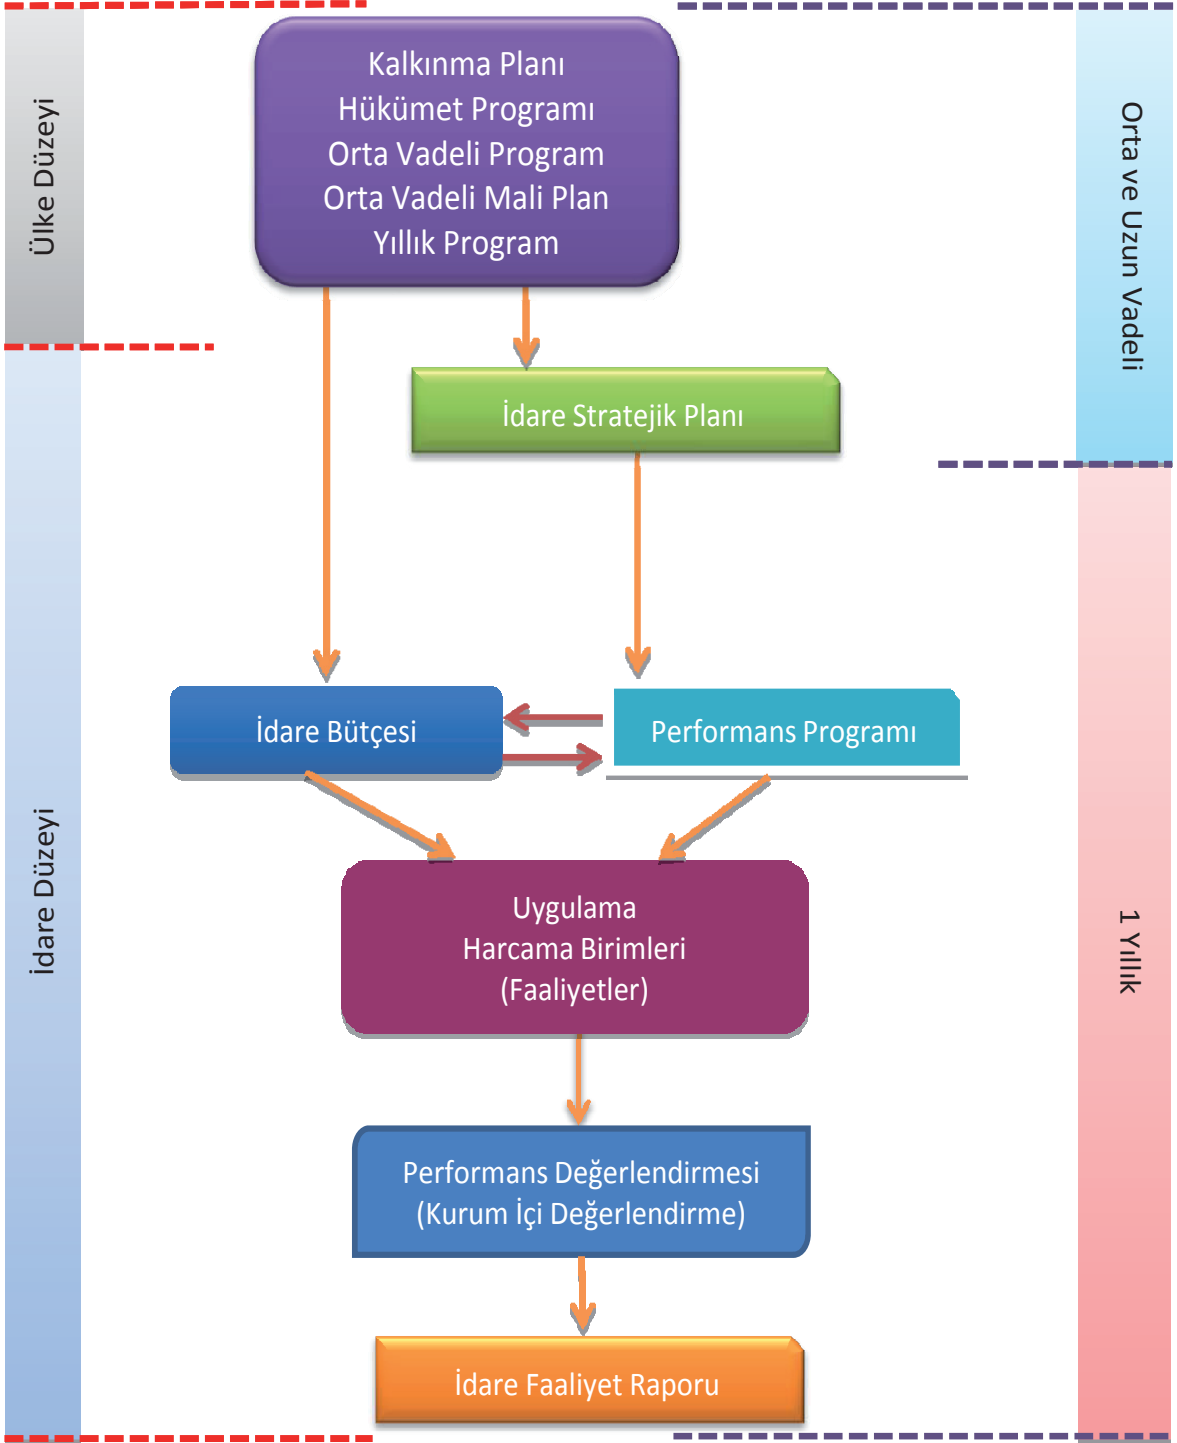 Ülke Düzeyi
Kalkınma Planı
Hükümet Programı
Orta Vadeli Program
Orta Vadeli Mali Plan
Yıllık Program
Orta ve Uzun Vadeli
İdare Stratejik Planı
İdare Bütçesi
Performans Programı
İdare Düzeyi
Uygulama
Harcama Birimleri
(Faaliyetler)
1 Yıllık
Performans Değerlendirmesi
(Kurum İçi Değerlendirme)
İdare Faaliyet Raporu